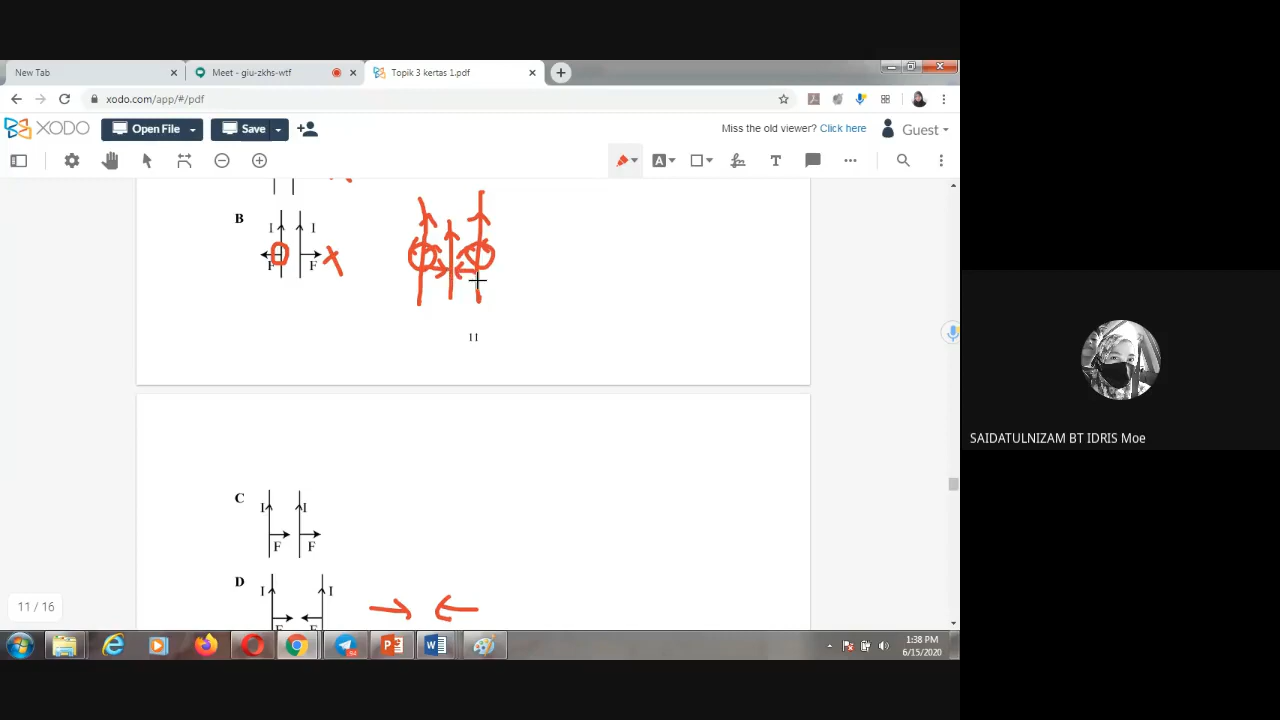 New Tab
Meet - giu-zkhs-wtf
Topik 3 kertas 1.pdf
xodo.com/app/#/pdf
XODO
Open File
Save
Miss the old viewer? Click here
Guest
A
T
B
I I
F F
11
C
I I
F F
D
I I
F F
11 / 16
SAIDATULNIZAM BT IDRIS Moe
1:38 PM
6/15/2020